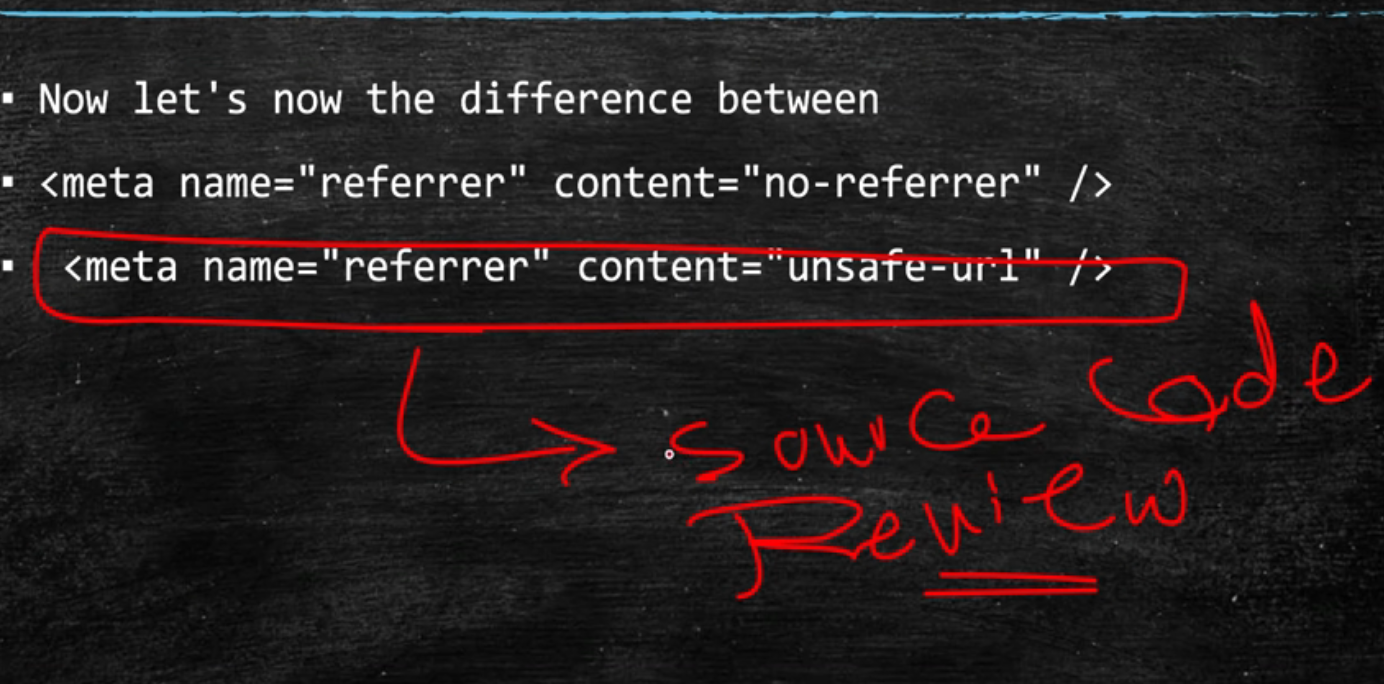 ▪ Now let's now the difference between
▪ <meta name="referrer" content="no-referrer" />
▪ <meta name="referrer" content="unsafe-url" />
Source Code
Review